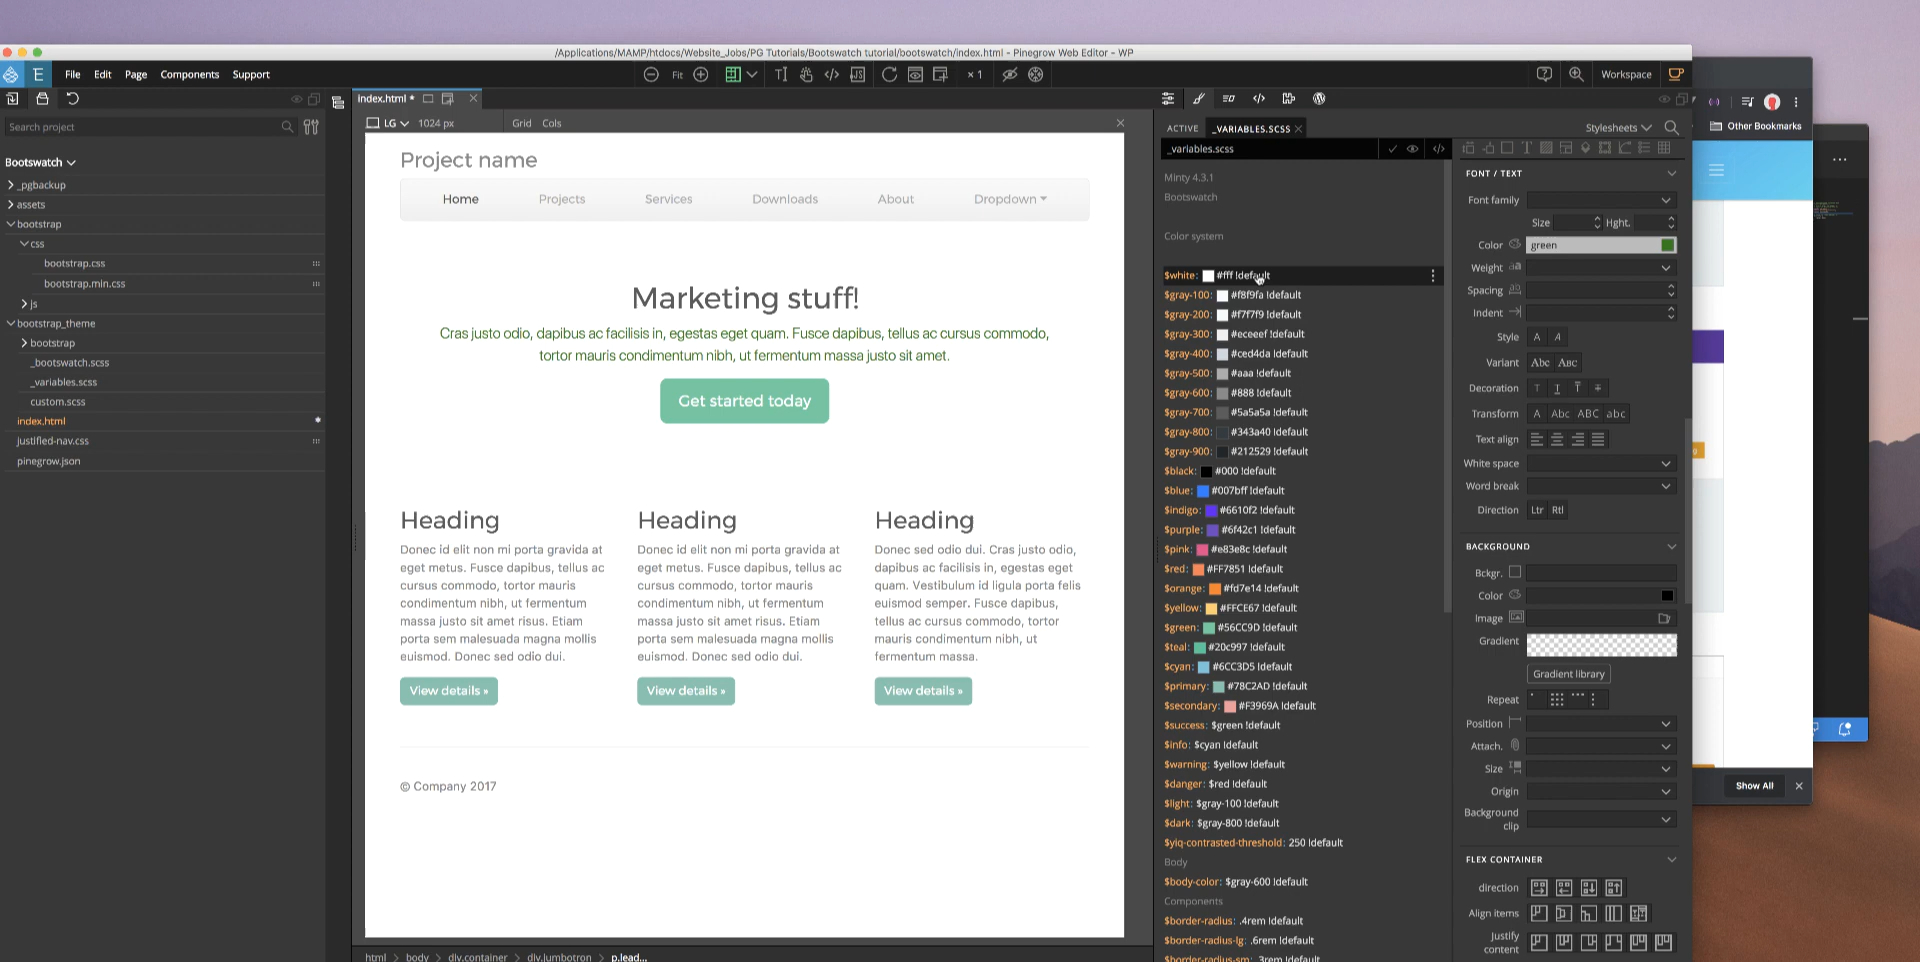 /Applications/MAMP/htdocs/Website_Jobs/PG Tutorials/Bootswatch tutorial/bootswatch/index.html - Pinegrow Web Editor - WP
E File Edit Page Components Support
Fit
JS
× 1
Workspace
Search project
Bootswatch
_pgbackup
assets
bootstrap
css
bootstrap.css
bootstrap.min.css
js
bootstrap_theme
bootstrap
_bootswatch.scss
_variables.scss
custom.scss
index.html
justified-nav.css
pinegrow.json
index.html *
LG 1024 px Grid Cols
Project name
Home Projects Services Downloads About Dropdown
Marketing stuff!
Cras justo odio, dapibus ac facilisis in, egestas eget quam. Fusce dapibus, tellus ac cursus commodo,
tortor mauris condimentum nibh, ut fermentum massa justo sit amet.
Get started today
Heading
Donec id elit non mi porta gravida at
eget metus. Fusce dapibus, tellus ac
cursus commodo, tortor mauris
condimentum nibh, ut fermentum
massa justo sit amet risus. Etiam
porta sem malesuada magna mollis
euismod. Donec sed odio dui.
View details »
Heading
Donec id elit non mi porta gravida at
eget metus. Fusce dapibus, tellus ac
cursus commodo, tortor mauris
condimentum nibh, ut fermentum
massa justo sit amet risus. Etiam
porta sem malesuada magna mollis
euismod. Donec sed odio dui.
View details »
Heading
Donec sed odio dui. Cras justo odio,
dapibus ac facilisis in, egestas eget
quam. Vestibulum id ligula porta felis
euismod semper. Fusce dapibus,
tellus ac cursus commodo, tortor
mauris condimentum nibh, ut
fermentum massa.
View details »
© Company 2017
html > body > div.container > div.jumbotron > p.lead...
ACTIVE _VARIABLES.SCSS
Stylesheets
_variables.scss
Minty 4.3.1
Bootswatch
Color system
$white: #fff !default
$gray-100: #f8f9fa !default
$gray-200: #f7f7f9 !default
$gray-300: #eceeef !default
$gray-400: #ced4da !default
$gray-500: #aaa !default
$gray-600: #888 !default
$gray-700: #5a5a5a !default
$gray-800: #343a40 !default
$gray-900: #212529 !default
$black: #000 !default
$blue: #007bff !default
$indigo: #6610f2 !default
$purple: #6f42c1 !default
$pink: #e83e8c !default
$red: #FF7851 !default
$orange: #fd7e14 !default
$yellow: #FFCE67 !default
$green: #56CC9D !default
$teal: #20c997 !default
$cyan: #6CC3D5 !default
$primary: #78C2AD !default
$secondary: #F3969A !default
$success: $green !default
$info: $cyan !default
$warning: $yellow !default
$danger: $red !default
$light: $gray-100 !default
$dark: $gray-800 !default
$yiq-contrasted-threshold: 250 !default
Body
$body-color: $gray-600 !default
Components
$border-radius: .4rem !default
$border-radius-lg: .6rem !default
$border-radius-sm: .3rem !default
FONT / TEXT
Font family
Size Hght.
Color green
Weight aa
Spacing
Indent
Style A A
Variant Abc ABC
Decoration T T T T
Transform A Abc ABC abc
Text align
White space
Word break
Direction Ltr Rtl
BACKGROUND
Bckgr.
Color
Image
Gradient
Gradient library
Repeat
Position
Attach.
Size
Origin
Background
clip
FLEX CONTAINER
direction
Align items
Justify
content
Other Bookmarks
Show All